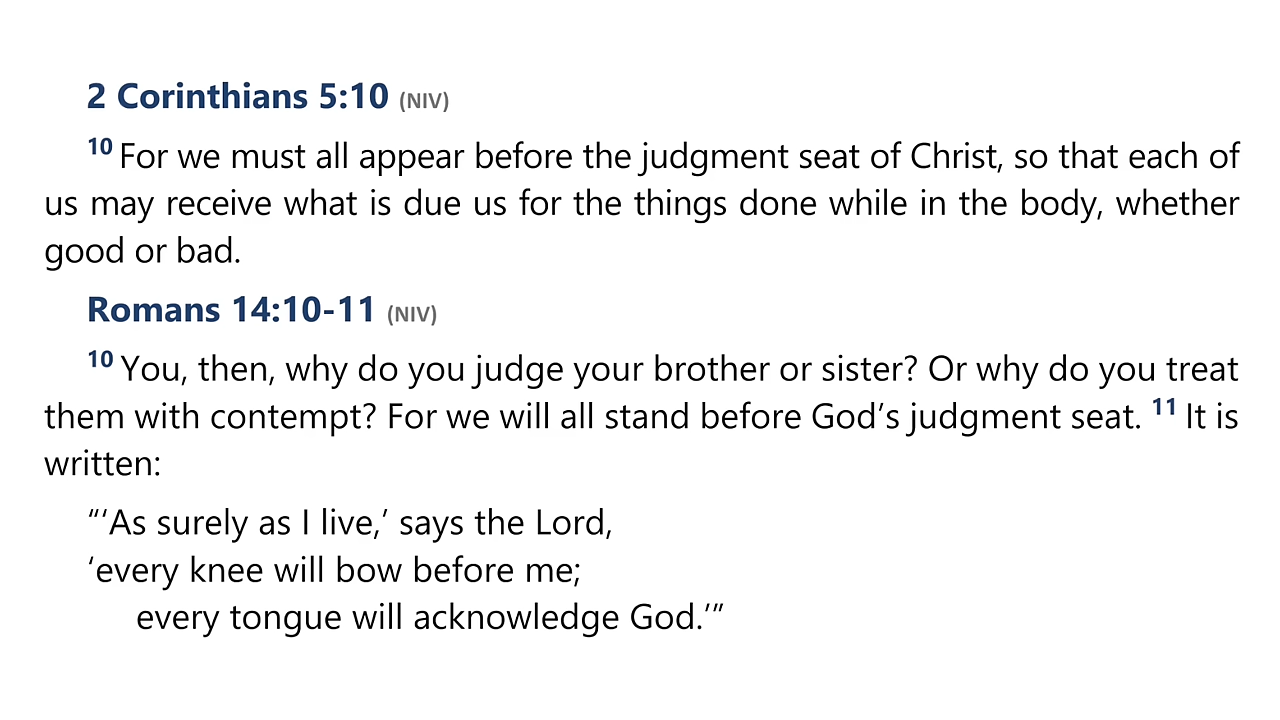 2 Corinthians 5:10 (NIV)
10 For we must all appear before the judgment seat of Christ, so that each of
us may receive what is due us for the things done while in the body, whether
good or bad.
Romans 14:10-11 (NIV)
10 You, then, why do you judge your brother or sister? Or why do you treat
them with contempt? For we will all stand before God’s judgment seat. 11 It is
written:
“‘As surely as I live,’ says the Lord,
‘every knee will bow before me;
every tongue will acknowledge God.’”